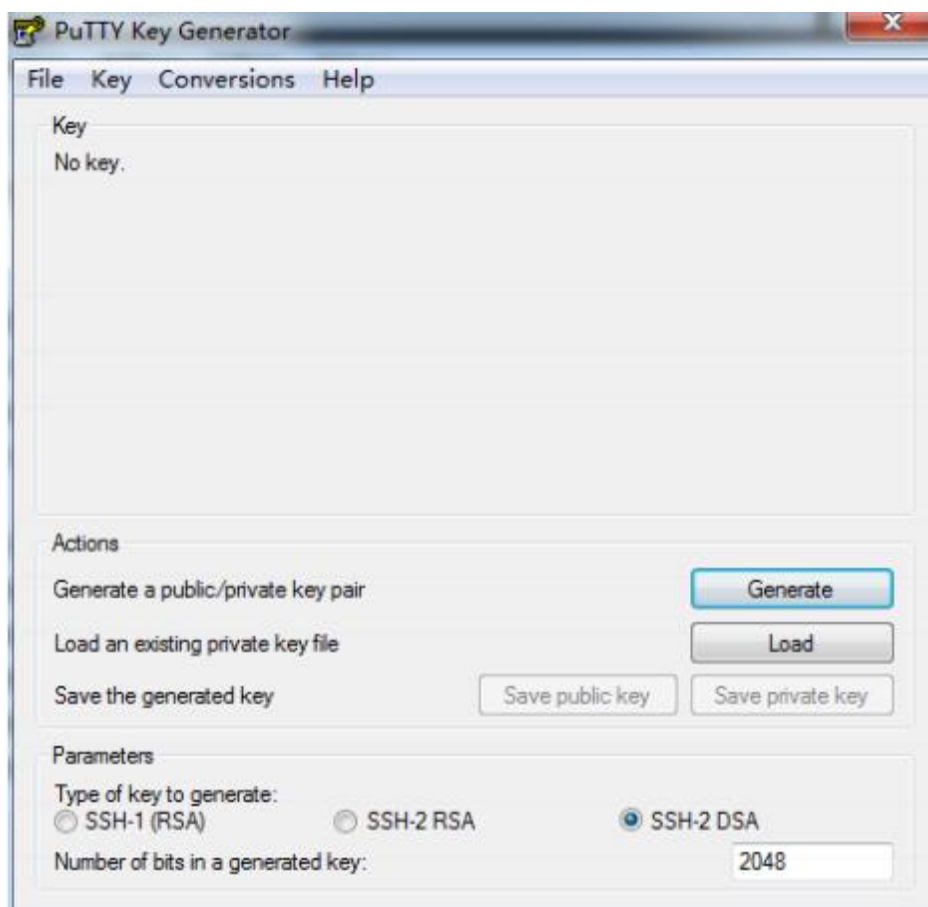 PuTTY Key Generator
File Key Conversions Help
Key
No key.
Actions
Generate a public/private key pair Generate
Load an existing private key file Load
Save the generated key Save public key Save private key
Parameters
Type of key to generate:
SSH-1 (RSA) SSH-2 RSA SSH-2 DSA
Number of bits in a generated key: 2048